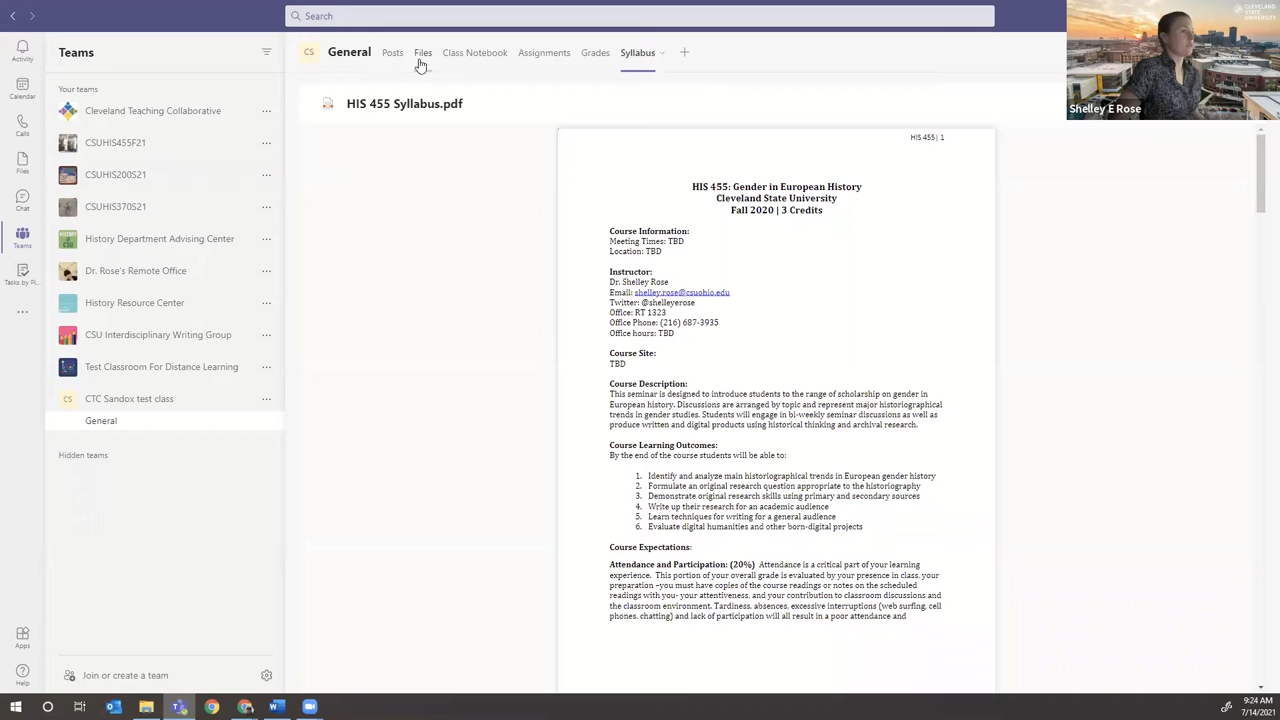 Search
CLEVELAND
STATE
UNIVERSITY
Shelley E Rose
Activity
Calendar
Calls
Files
Chat
Teams
Tasks by Pl...
Apps
Help
Teams
Your teams
Cleveland Teaching Collaborative
CSUHIS455F21
CSUHIS200S21
CSUHIS370S21
History Department Advising Center
Dr. Rose's Remote Office
History Resource Center
CSU Interdisciplinary Writing Group
Test Classroom For Distance Learning
CS CTC Sandox test class
General
Hidden teams
Join or create a team
CS General Posts Files Class Notebook Assignments Grades Syllabus
HIS 455 Syllabus.pdf
HIS 455| 1
HIS 455: Gender in European History
Cleveland State University
Fall 2020 | 3 Credits
Course Information:
Meeting Times: TBD
Location: TBD
Instructor:
Dr. Shelley Rose
Email: shelley.rose@csuohio.edu
Twitter: @shelleyerose
Office: RT 1323
Office Phone: (216) 687-3935
Office hours: TBD
Course Site:
TBD
Course Description:
This seminar is designed to introduce students to the range of scholarship on gender in
European history. Discussions are arranged by topic and represent major historiographical
trends in gender studies. Students will engage in bi-weekly seminar discussions as well as
produce written and digital products using historical thinking and archival research.
Course Learning Outcomes:
By the end of the course students will be able to:
1. Identify and analyze main historiographical trends in European gender history
2. Formulate an original research question appropriate to the historiography
3. Demonstrate original research skills using primary and secondary sources
4. Write up their research for an academic audience
5. Learn techniques for writing for a general audience
6. Evaluate digital humanities and other born-digital projects
Course Expectations:
Attendance and Participation: (20%) Attendance is a critical part of your learning
experience. This portion of your overall grade is evaluated by your presence in class, your
preparation –you must have copies of the course readings or notes on the scheduled
readings with you- your attentiveness, and your contribution to classroom discussions and
the classroom environment. Tardiness, absences, excessive interruptions (web surfing, cell
phones, chatting) and lack of participation will all result in a poor attendance and
9:24 AM
7/14/2021